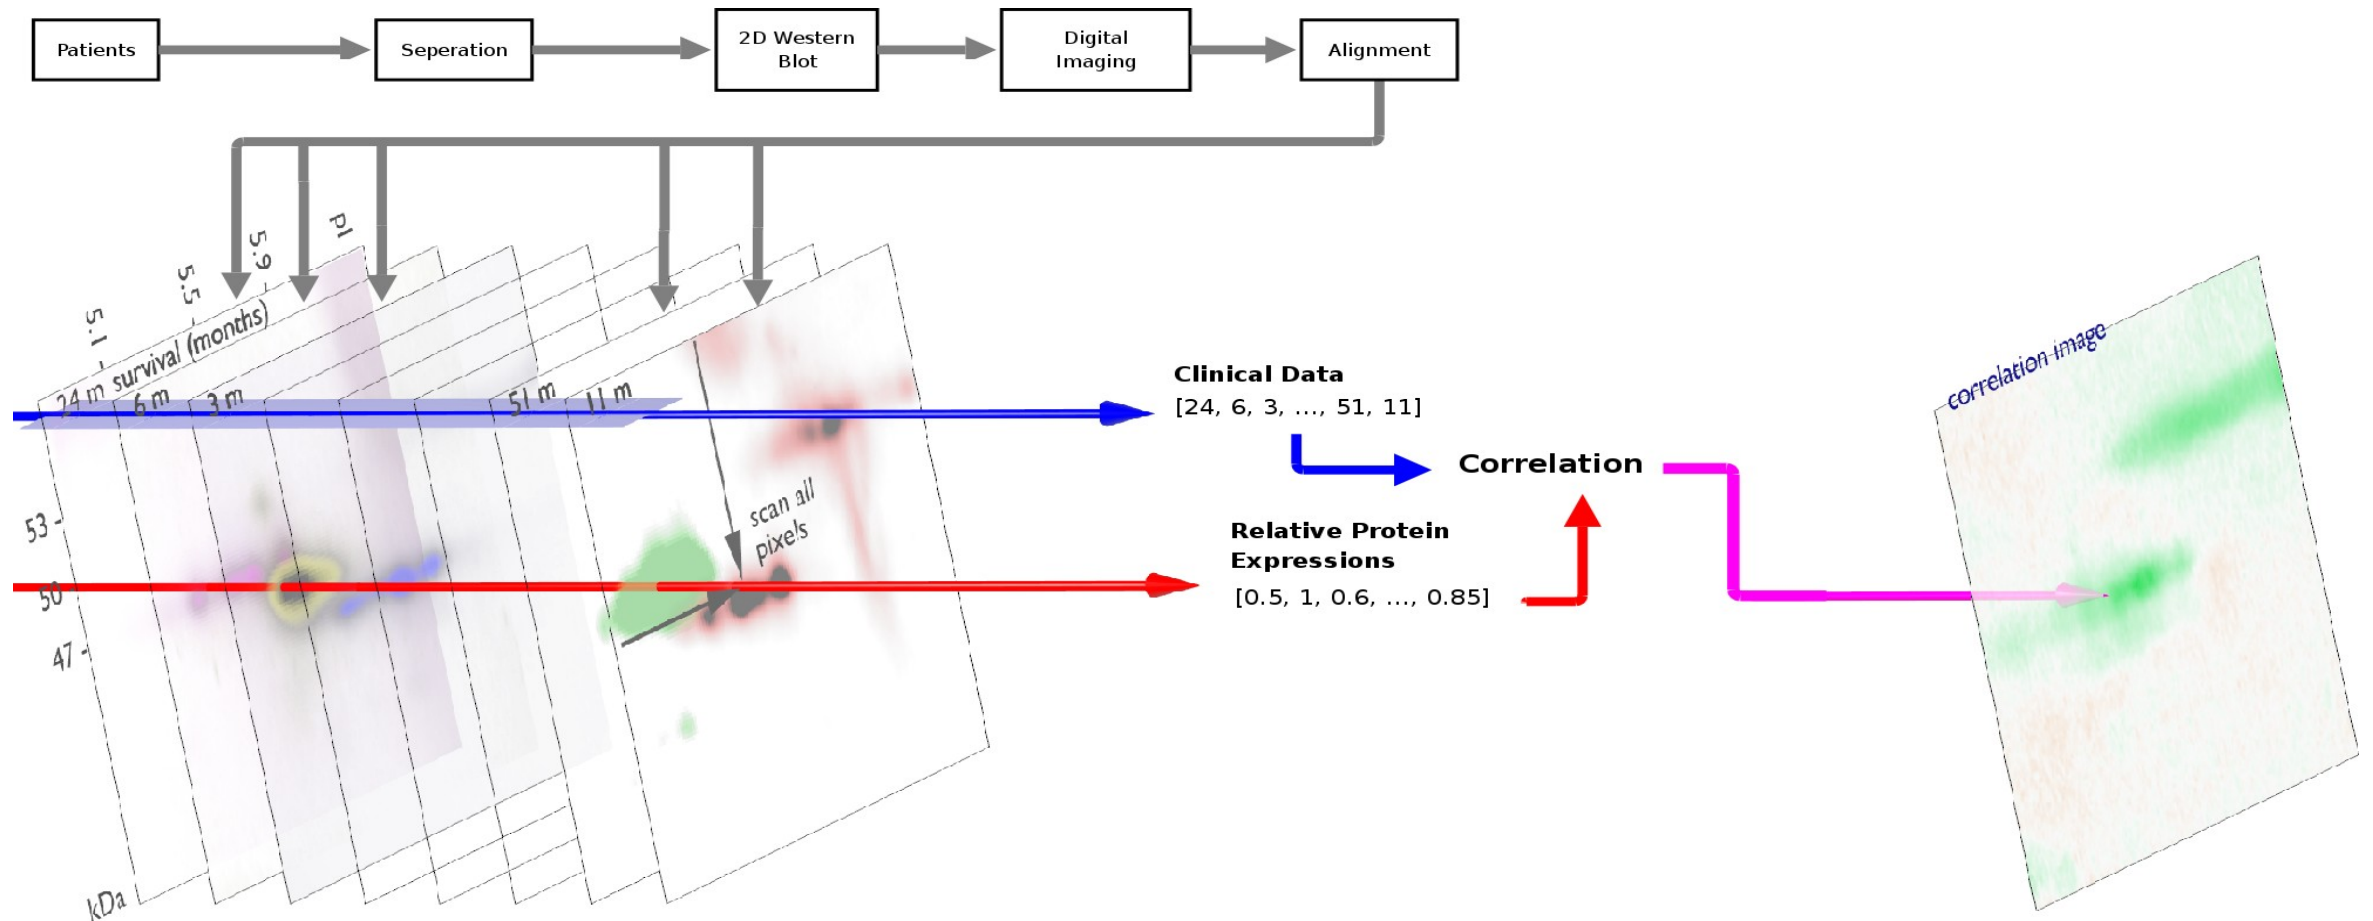 Patients
Seperation
2D Western
Blot
Digital
Imaging
Alignment
pI
5.9 -
5.5 -
5.1 -
survival (months)
24 m
6 m
3 m
51 m
11 m
53 -
50
47 -
kDa
scan all
pixels
Clinical Data
[24, 6, 3, ..., 51, 11]
Correlation
Relative Protein
Expressions
[0.5, 1, 0.6, ..., 0.85]
correlation image